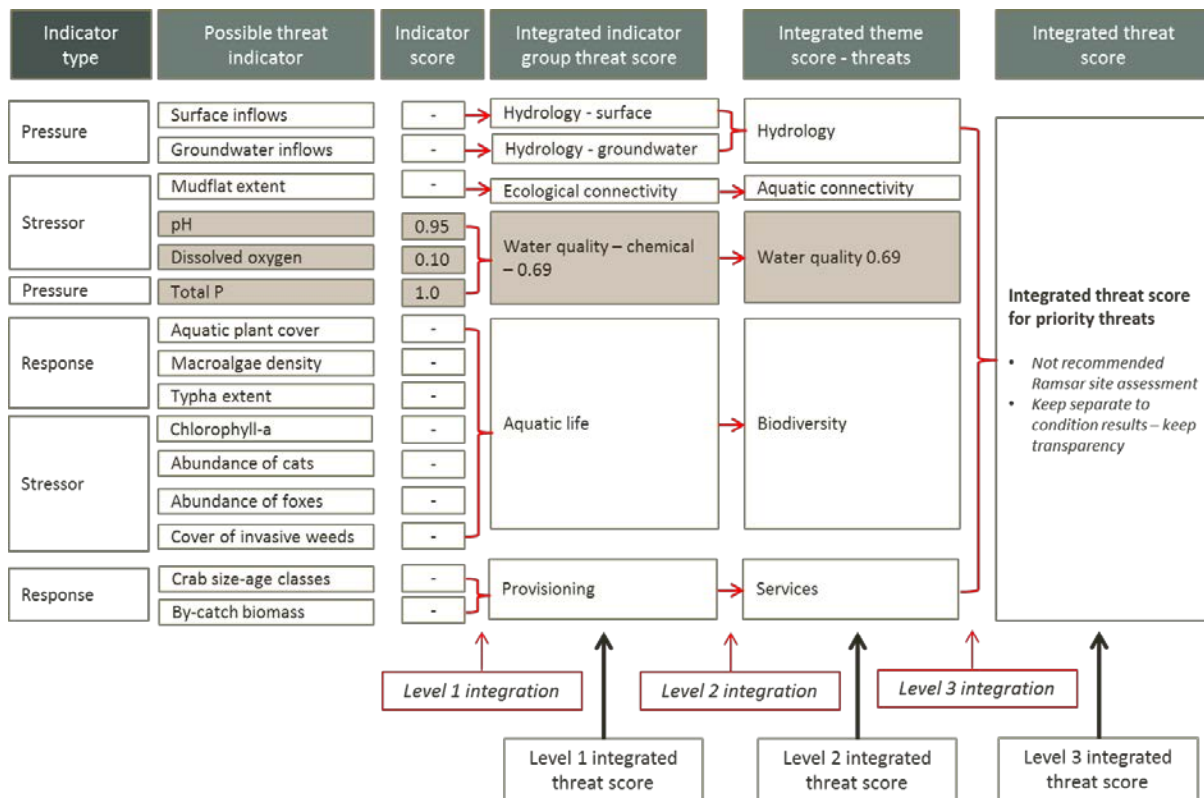 Indicator
type
Possible threat
indicator
Indicator
score
Integrated indicator
group threat score
Integrated theme
score - threats
Integrated threat
score
Pressure
Surface inflows
-
Hydrology - surface
Hydrology
Groundwater inflows
-
Hydrology - groundwater
Stressor
Mudflat extent
-
Ecological connectivity
Aquatic connectivity
pH
0.95
Water quality – chemical
– 0.69
Water quality 0.69
Dissolved oxygen
0.10
Pressure
Total P
1.0
Response
Aquatic plant cover
-
Macroalgae density
-
Typha extent
-
Aquatic life
Biodiversity
Stressor
Chlorophyll-a
-
Abundance of cats
-
Abundance of foxes
-
Cover of invasive weeds
-
Response
Crab size-age classes
-
Provisioning
Services
By-catch biomass
-
Integrated threat score
for priority threats
• Not recommended
Ramsar site assessment
• Keep separate to
condition results – keep
transparency
Level 1 integration
Level 2 integration
Level 3 integration
Level 1 integrated
threat score
Level 2 integrated
threat score
Level 3 integrated
threat score